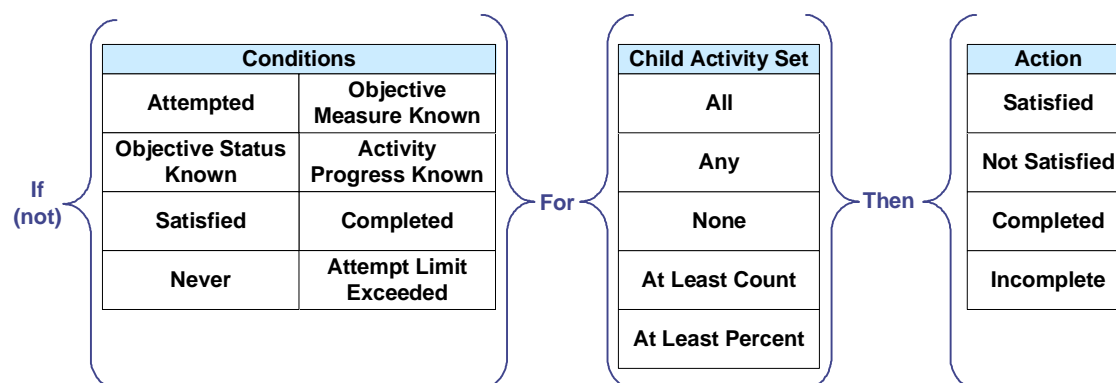 If
(not)
Conditions
Attempted
Objective
Measure Known
Objective Status
Known
Activity
Progress Known
Satisfied
Completed
Never
Attempt Limit
Exceeded
For
Child Activity Set
All
Any
None
At Least Count
At Least Percent
Then
Action
Satisfied
Not Satisfied
Completed
Incomplete